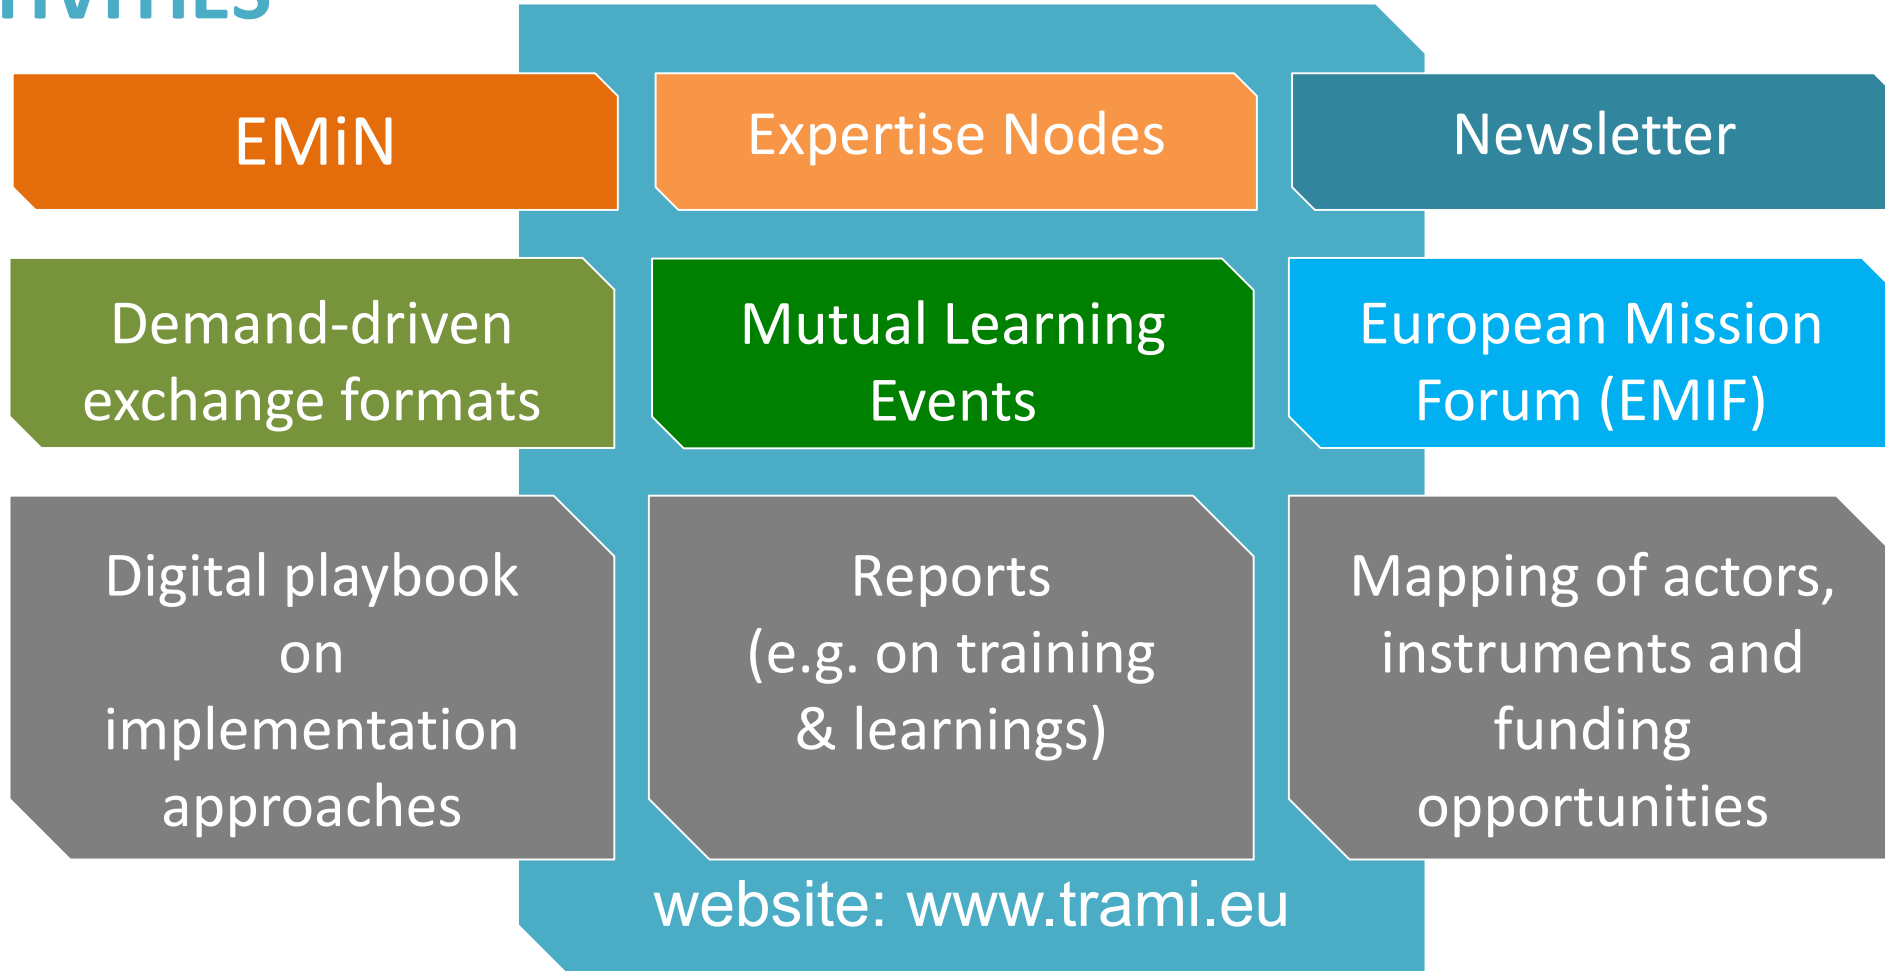 EMiN
Expertise Nodes
Newsletter
Demand-driven
exchange formats
Mutual Learning
Events
European Mission
Forum (EMIF)
Digital playbook
on
implementation
approaches
Reports
(e.g. on training
& learnings)
Mapping of actors,
instruments and
funding
opportunities
website: www.trami.eu